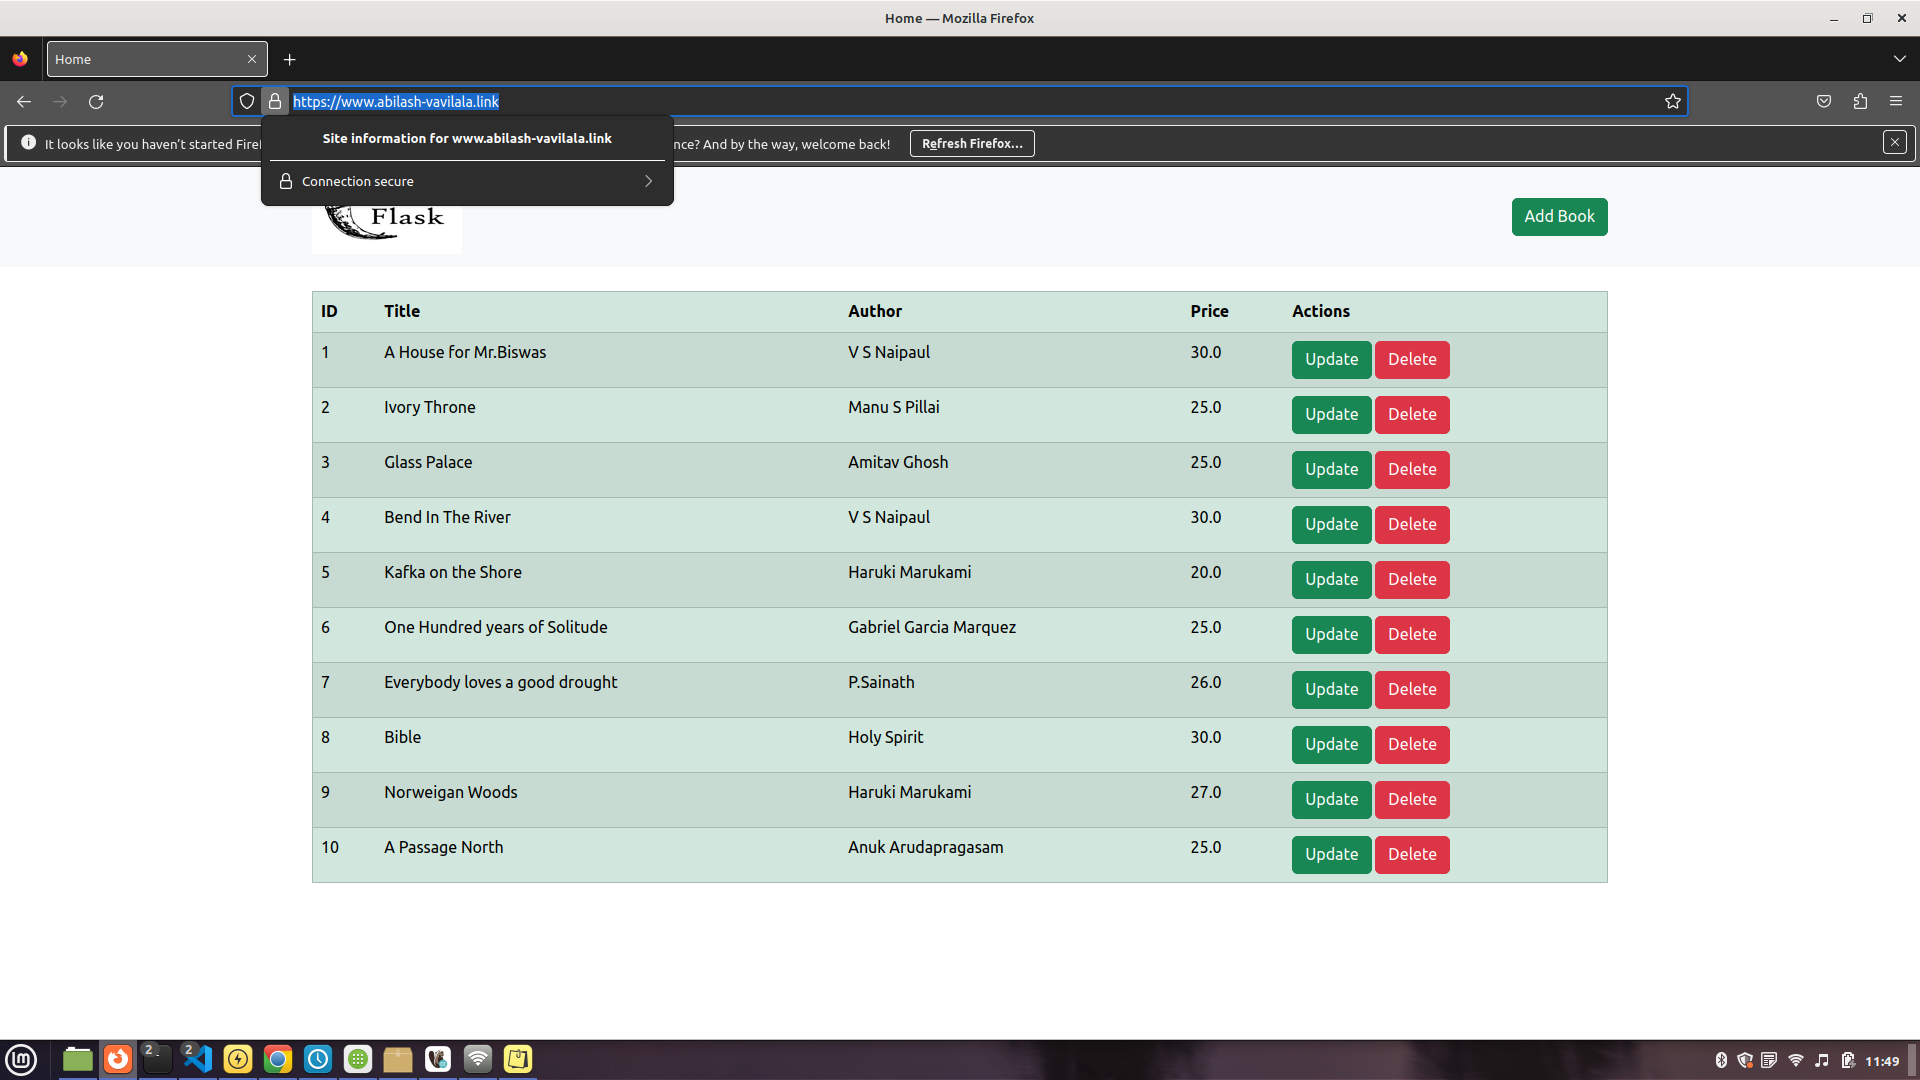 Home — Mozilla Firefox
Home
https://www.abilash-vavilala.link
Site information for www.abilash-vavilala.link
It looks like you haven't started Firef
nce? And by the way, welcome back!
Refresh Firefox...
Connection secure
Flask
Add Book
ID Title Author Price Actions
1 A House for Mr.Biswas V S Naipaul 30.0 Update Delete
2 Ivory Throne Manu S Pillai 25.0 Update Delete
3 Glass Palace Amitav Ghosh 25.0 Update Delete
4 Bend In The River V S Naipaul 30.0 Update Delete
5 Kafka on the Shore Haruki Marukami 20.0 Update Delete
6 One Hundred years of Solitude Gabriel Garcia Marquez 25.0 Update Delete
7 Everybody loves a good drought P.Sainath 26.0 Update Delete
8 Bible Holy Spirit 30.0 Update Delete
9 Norweigan Woods Haruki Marukami 27.0 Update Delete
10 A Passage North Anuk Arudapragasam 25.0 Update Delete
lm
2
2
11:49